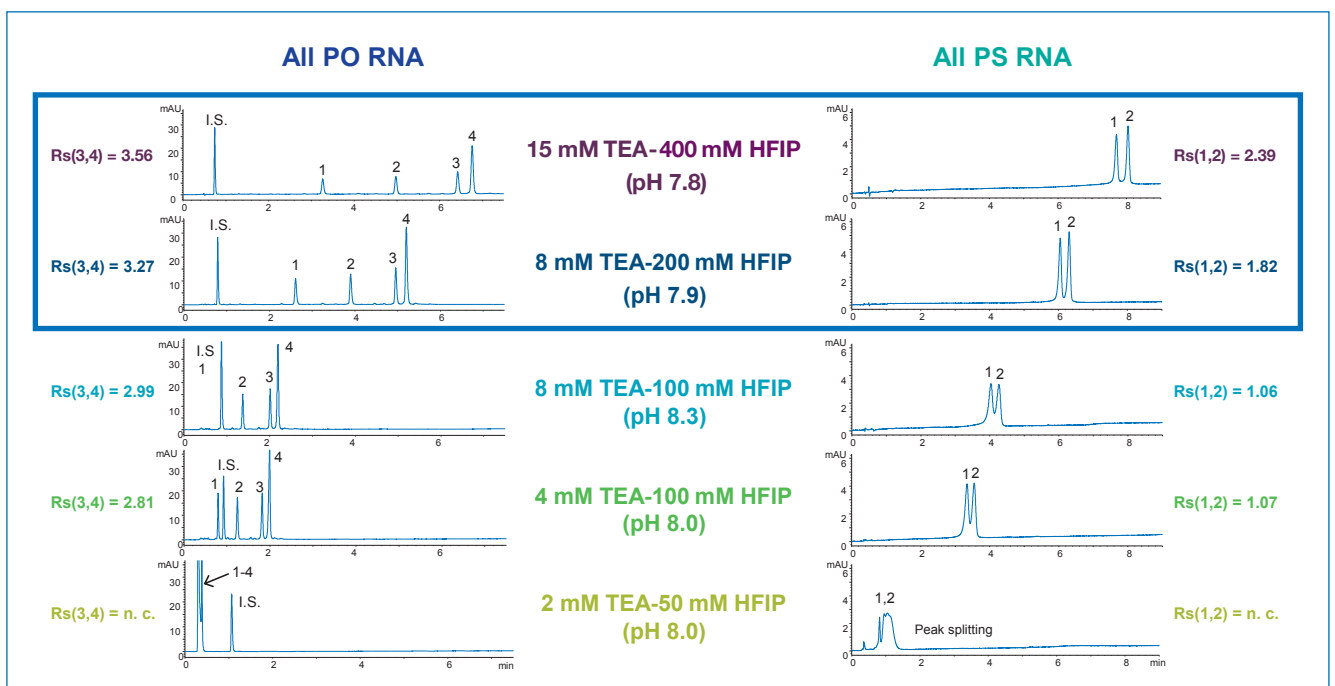 All PO RNA
All PS RNA
Rs(3,4) = 3.56
mAU
30
20
10
0
I.S.
1
2
3
4
2
4
6
15 mM TEA-400 mM HFIP
(pH 7.8)
mAU
6
4
2
0
1
2
0
2
4
6
8
Rs(1,2) = 2.39
Rs(3,4) = 3.27
mAU
30
20
10
0
I.S.
1
2
3
4
0
2
4
6
8 mM TEA-200 mM HFIP
(pH 7.9)
mAU
6
4
2
0
1
2
0
2
4
6
8
Rs(1,2) = 1.82
Rs(3,4) = 2.99
mAU
30
20
10
0
I.S
1
2
3
4
0
2
4
6
8 mM TEA-100 mM HFIP
(pH 8.3)
mAU
4
2
0
1 2
0
2
4
6
8
Rs(1,2) = 1.06
Rs(3,4) = 2.81
mAU
30
20
10
I.S.
1
2
3
4
0
2
4
6
4 mM TEA-100 mM HFIP
(pH 8.0)
mAU
4
2
0
1 2
0
2
4
6
8
Rs(1,2) = 1.07
Rs(3,4) = n. c.
mAU
30
20
10
0
1-4
I.S.
0
2
4
6
min
2 mM TEA-50 mM HFIP
(pH 8.0)
mAU
6
4
2
0
1,2
Peak splitting
0
2
4
6
8
min
Rs(1,2) = n. c.